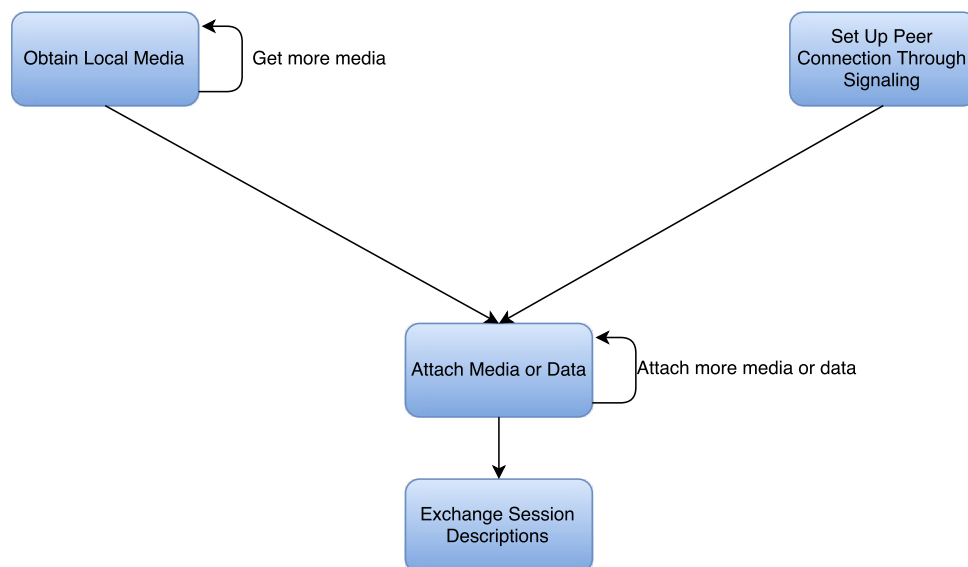 Obtain Local Media
Get more media
Set Up Peer
Connection Through
Signaling
Attach Media or Data
Attach more media or data
Exchange Session
Descriptions